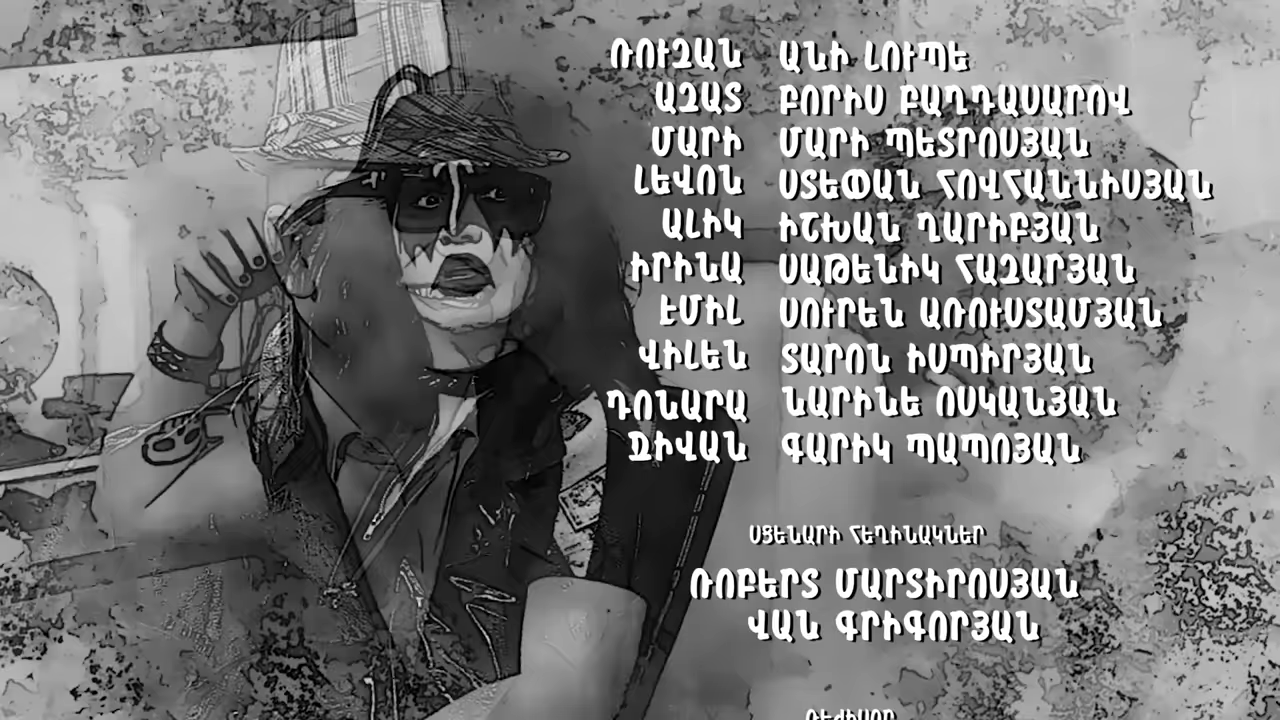 ՌՈՒԶԱՆ ԱՆԻ ԼՈՒՊԵ
ԱԶԱՏ ԲՈՐԻՍ ԲԱՂԴԱՍԱՐՈՎ
ՄԱՐԻ ՄԱՐԻ ՊԵՏՐՈՍՅԱՆ
ԼԵՎՈՆ ՍՏԵՓԱՆ ՀՈՎՀԱՆՆԻՍՅԱՆ
ԱԼԻԿ ԻՇԽԱՆ ՂԱՐԻԲՅԱՆ
ԻՐԻՆԱ ՍԱԹԵՆԻԿ ՀԱԶԱՐՅԱՆ
ԷՄԻԼ ՍՈՒՐԵՆ ԱՌՈՒՍՏԱՄՅԱՆ
ՎԻԼԵՆ ՏԱՐՈՆ ԻՍՊԻՐՅԱՆ
ԴՈՆԱՐԱ ՆԱՐԻՆԵ ՈՍԿԱՆՅԱՆ
ՋԻՎԱՆ ԳԱՐԻԿ ՊԱՊՈՅԱՆ
ՍՑԵՆԱՐԻ ՀԵՂԻՆԱԿՆԵՐ
ՌՈԲԵՐՏ ՄԱՐՏԻՐՈՍՅԱՆ
ՎԱՆ ԳՐԻԳՈՐՅԱՆ